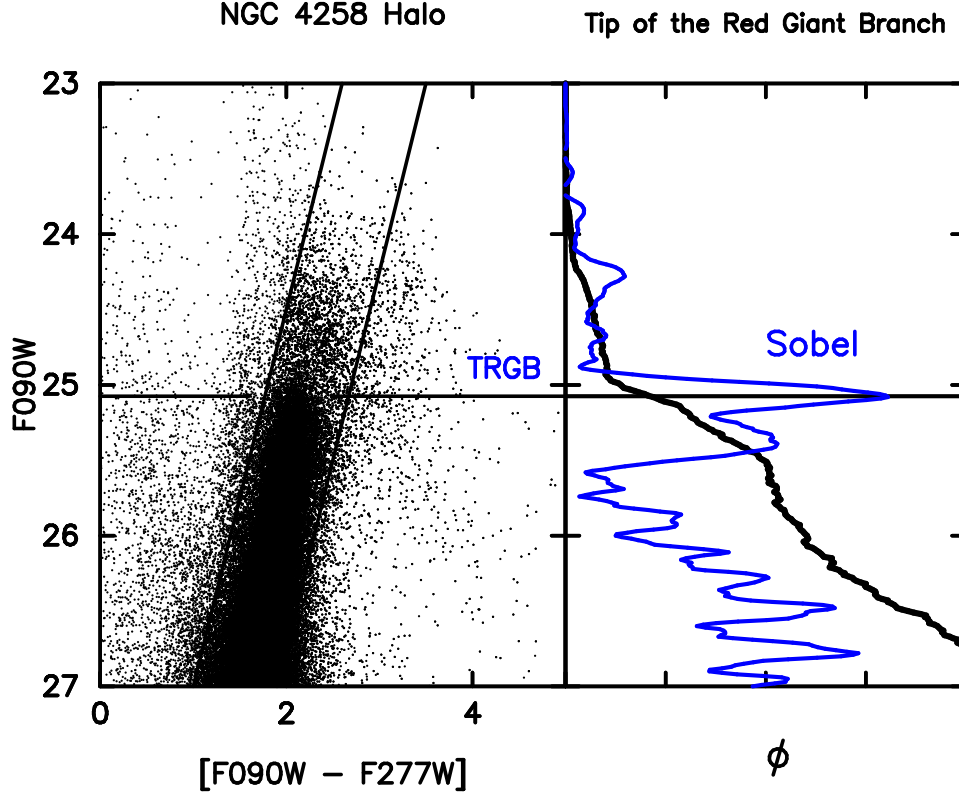 NGC 4258 Halo
Tip of the Red Giant Branch
23
24
25
26
27
F090W
TRGB
Sobel
0 2 4
[F090W − F277W]
ϕ